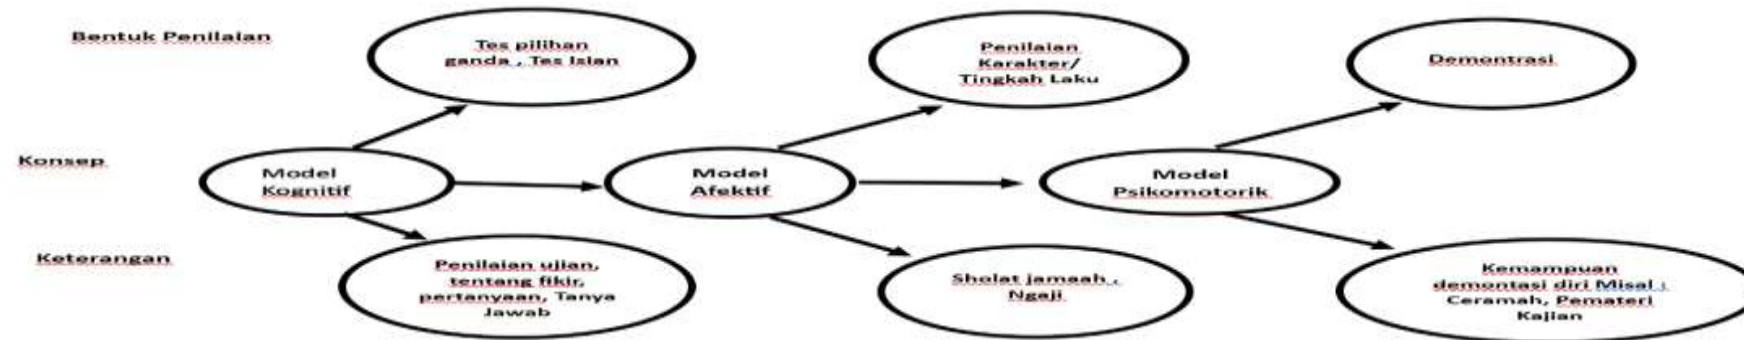 Bentuk Penilaian
Tes pilihan
ganda , Tes Isian
Penilaian
Karakter/
Tingkah Laku
Demontrasi
Konsep
Model
Kognitif
Model
Afektif
Model
Psikomotorik
Keterangan
Penilaian ujian,
tentang fikir,
pertanyaan, Tanya
Jawab
Sholat jamaah ,
Ngaji
Kemampuan
demontasi diri Misal :
Ceramah, Pemateri
Kajian